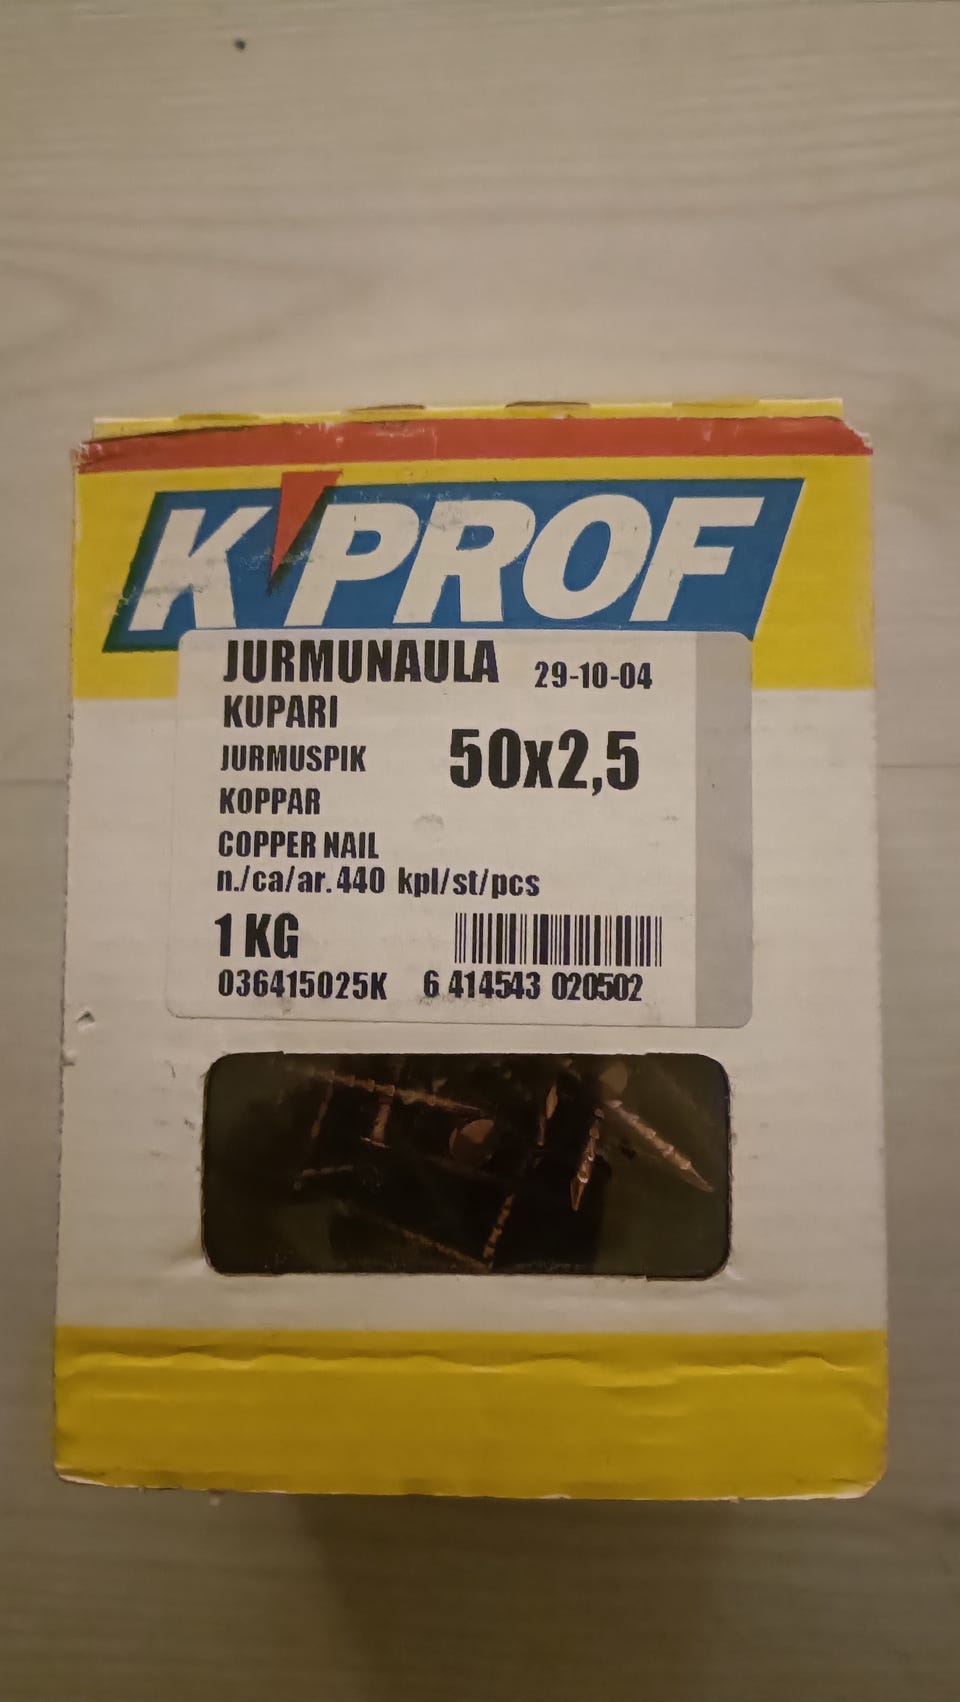 K'PROF
JURMUNAULA 29-10-04
KUPARI
JURMUSPIK 50x2,5
KOPPAR
COPPER NAIL
n./ca/ar. 440 kpl/st/pcs
1 KG
036415025K 6 414543 020502